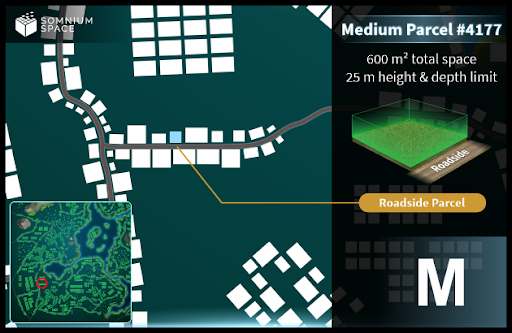 SOMNIUM
SPACE
Medium Parcel #4177
600 m² total space
25 m height & depth limit
Roadside
Roadside Parcel
M